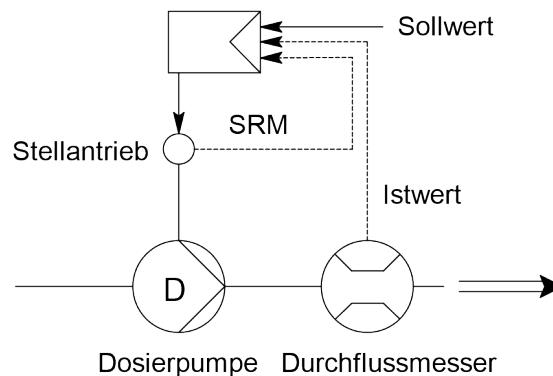 Sollwert
SRM
Stellantrieb
Istwert
D
Dosierpumpe
Durchflussmesser